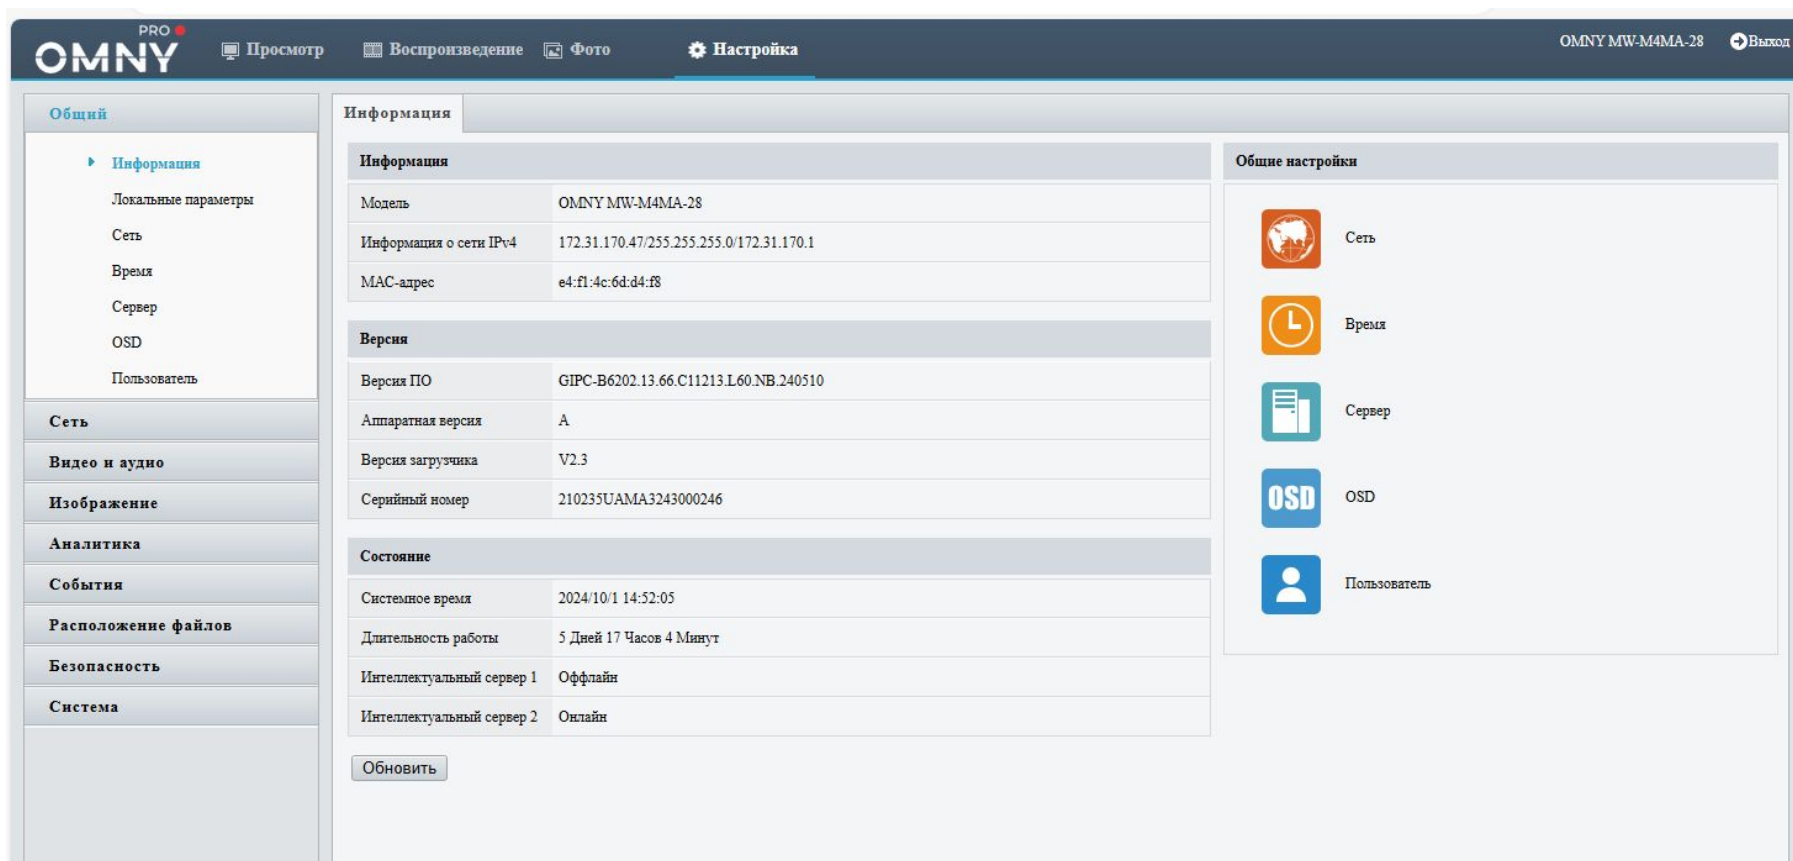 PRO
OMNY
Просмотр
Воспроизведение
Фото
Настройка
OMNY MW-M4MA-28
Выход
Общий
Информация
Локальные параметры
Сеть
Время
Сервер
OSD
Пользователь
Сеть
Видео и аудио
Изображение
Аналитика
События
Расположение файлов
Безопасность
Система
Информация
Информация
Модель OMNY MW-M4MA-28
Информация о сети IPv4 172.31.170.47/255.255.255.0/172.31.170.1
MAC-адрес e4:f1:4c:6d:d4:f8
Версия
Версия ПО GIPC-B6202.13.66.C11213.L60.NB.240510
Аппаратная версия A
Версия загрузчика V2.3
Серийный номер 210235UAMA3243000246
Состояние
Системное время 2024/10/1 14:52:05
Длительность работы 5 Дней 17 Часов 4 Минут
Интеллектуальный сервер 1 Оффлайн
Интеллектуальный сервер 2 Онлайн
Обновить
Общие настройки
Сеть
Время
Сервер
OSD OSD
Пользователь